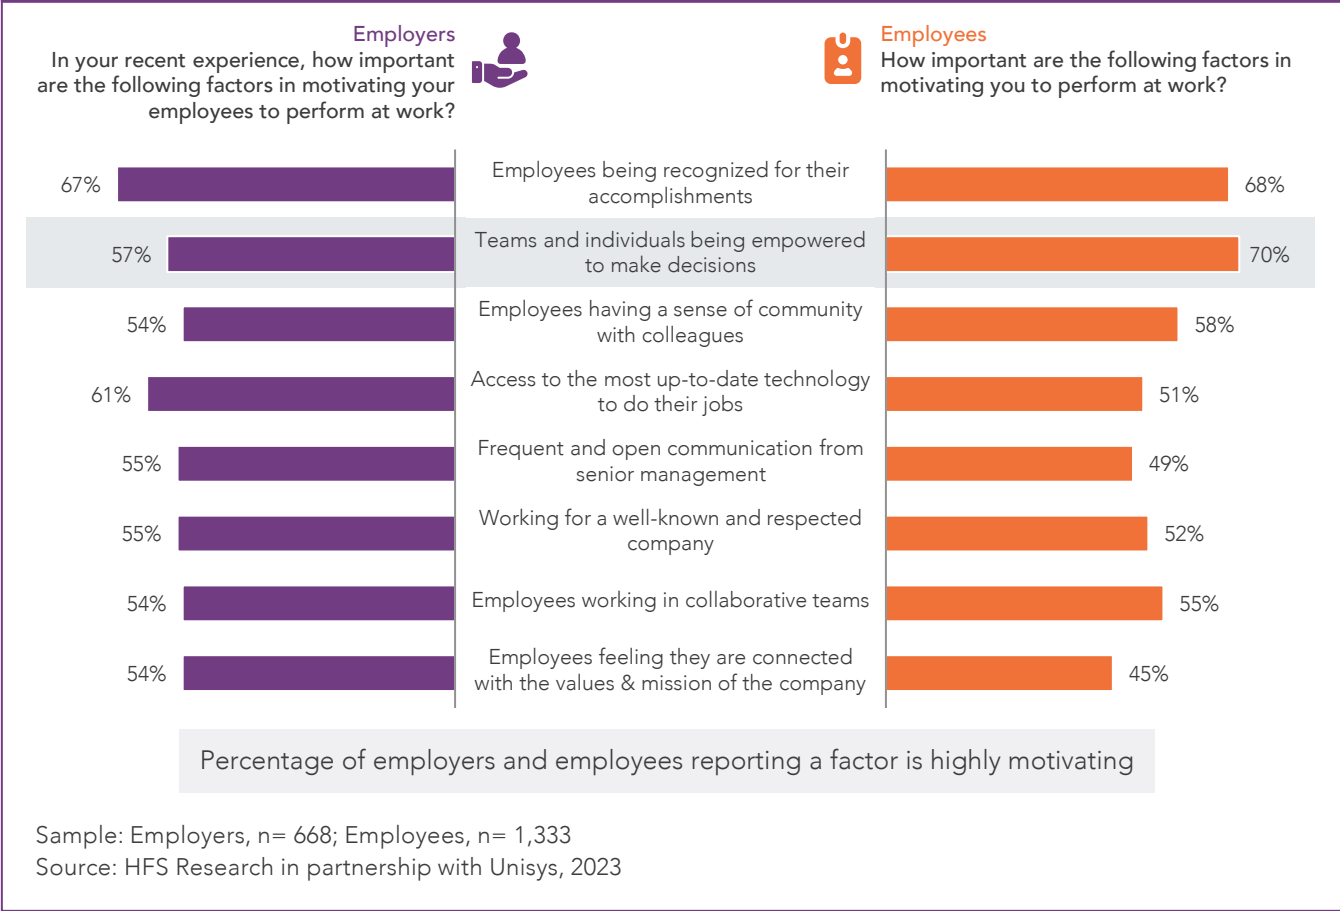 Employers
In your recent experience, how important
are the following factors in motivating your
employees to perform at work?
Employees
How important are the following factors in
motivating you to perform at work?
67%
Employees being recognized for their
accomplishments
68%
57%
Teams and individuals being empowered
to make decisions
70%
54%
Employees having a sense of community
with colleagues
58%
61%
Access to the most up-to-date technology
to do their jobs
51%
55%
Frequent and open communication from
senior management
49%
55%
Working for a well-known and respected
company
52%
54%
Employees working in collaborative teams
55%
54%
Employees feeling they are connected
with the values & mission of the company
45%
Percentage of employers and employees reporting a factor is highly motivating
Sample: Employers, n= 668; Employees, n= 1,333
Source: HFS Research in partnership with Unisys, 2023